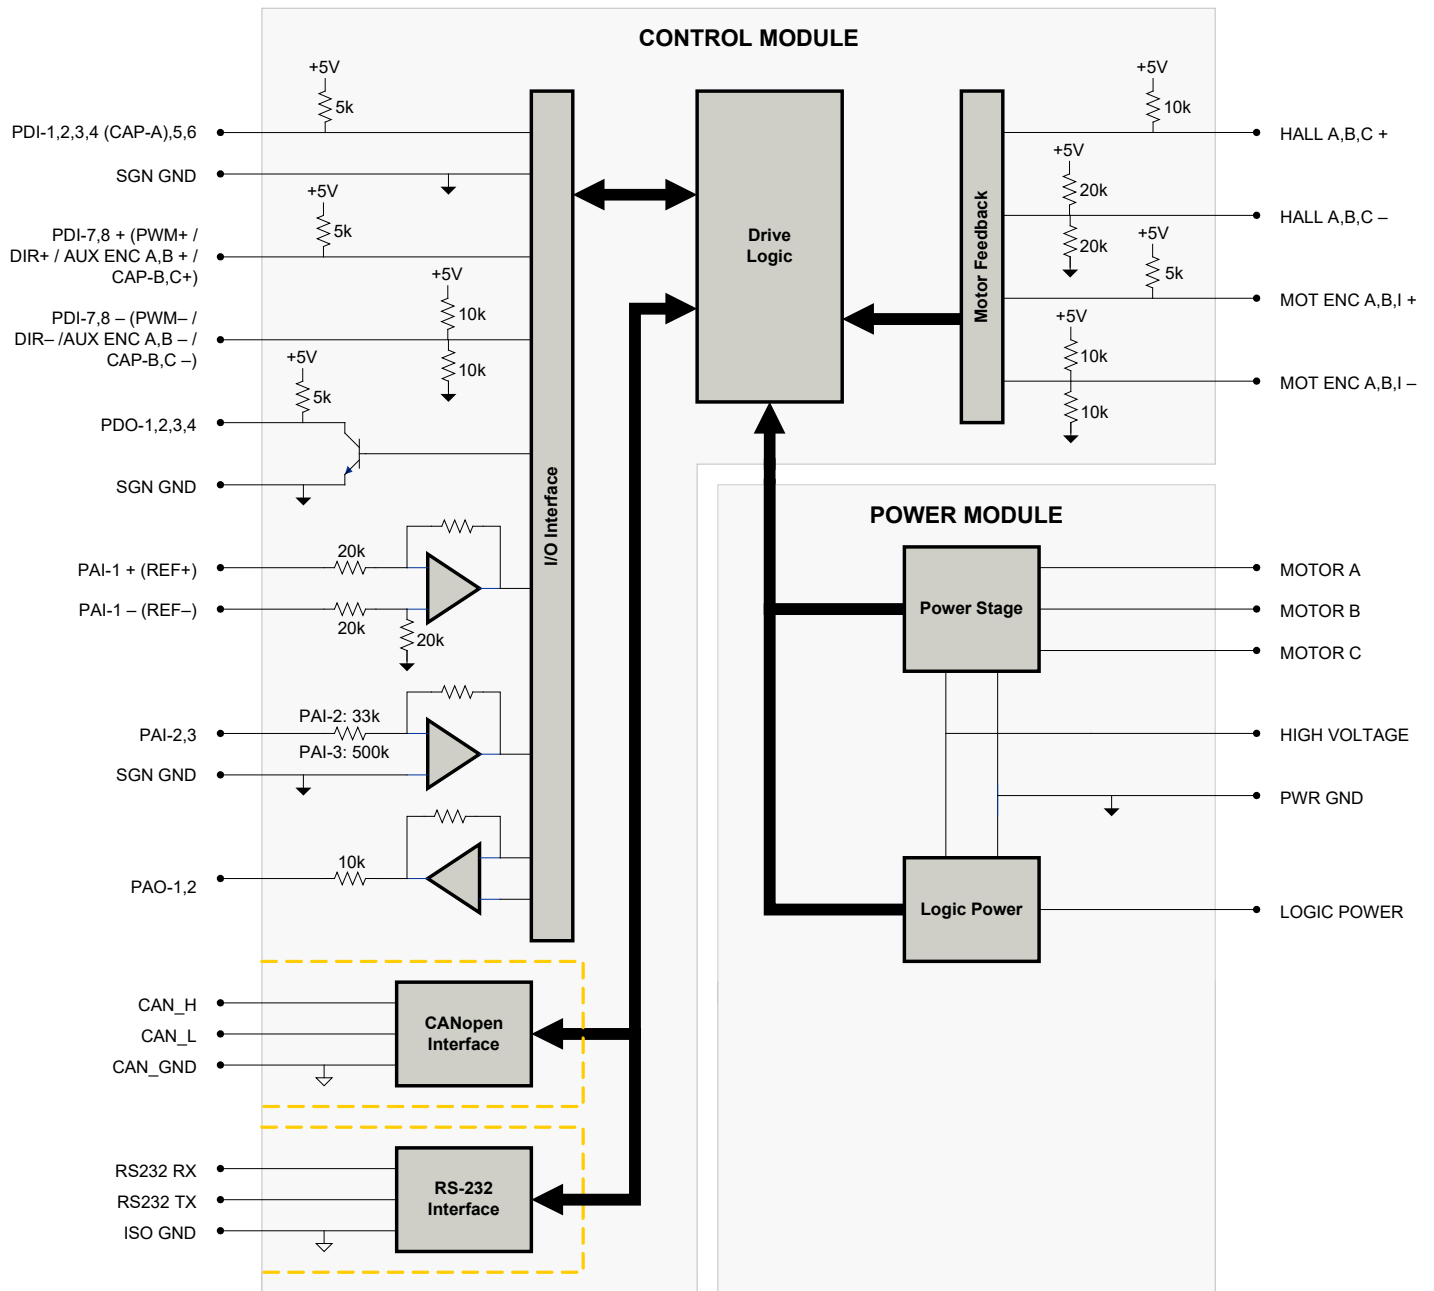 CONTROL MODULE
+5V
5k
PDI-1,2,3,4 (CAP-A),5,6
SGN GND
+5V
5k
PDI-7,8 + (PWM+ /
DIR+ / AUX ENC A,B + /
CAP-B,C+)
+5V
10k
PDI-7,8 – (PWM– /
DIR– /AUX ENC A,B – /
CAP-B,C –)
10k
+5V
5k
PDO-1,2,3,4
SGN GND
20k
PAI-1 + (REF+)
PAI-1 – (REF–)
20k
20k
PAI-2: 33k
PAI-2,3
PAI-3: 500k
SGN GND
10k
PAO-1,2
I/O Interface
Drive
Logic
Motor Feedback
+5V
10k
HALL A,B,C +
+5V
20k
HALL A,B,C –
20k
+5V
5k
MOT ENC A,B,I +
+5V
10k
MOT ENC A,B,I –
10k
POWER MODULE
Power Stage
MOTOR A
MOTOR B
MOTOR C
HIGH VOLTAGE
PWR GND
Logic Power
LOGIC POWER
CAN_H
CAN_L
CAN_GND
CANopen
Interface
RS232 RX
RS232 TX
ISO GND
RS-232
Interface